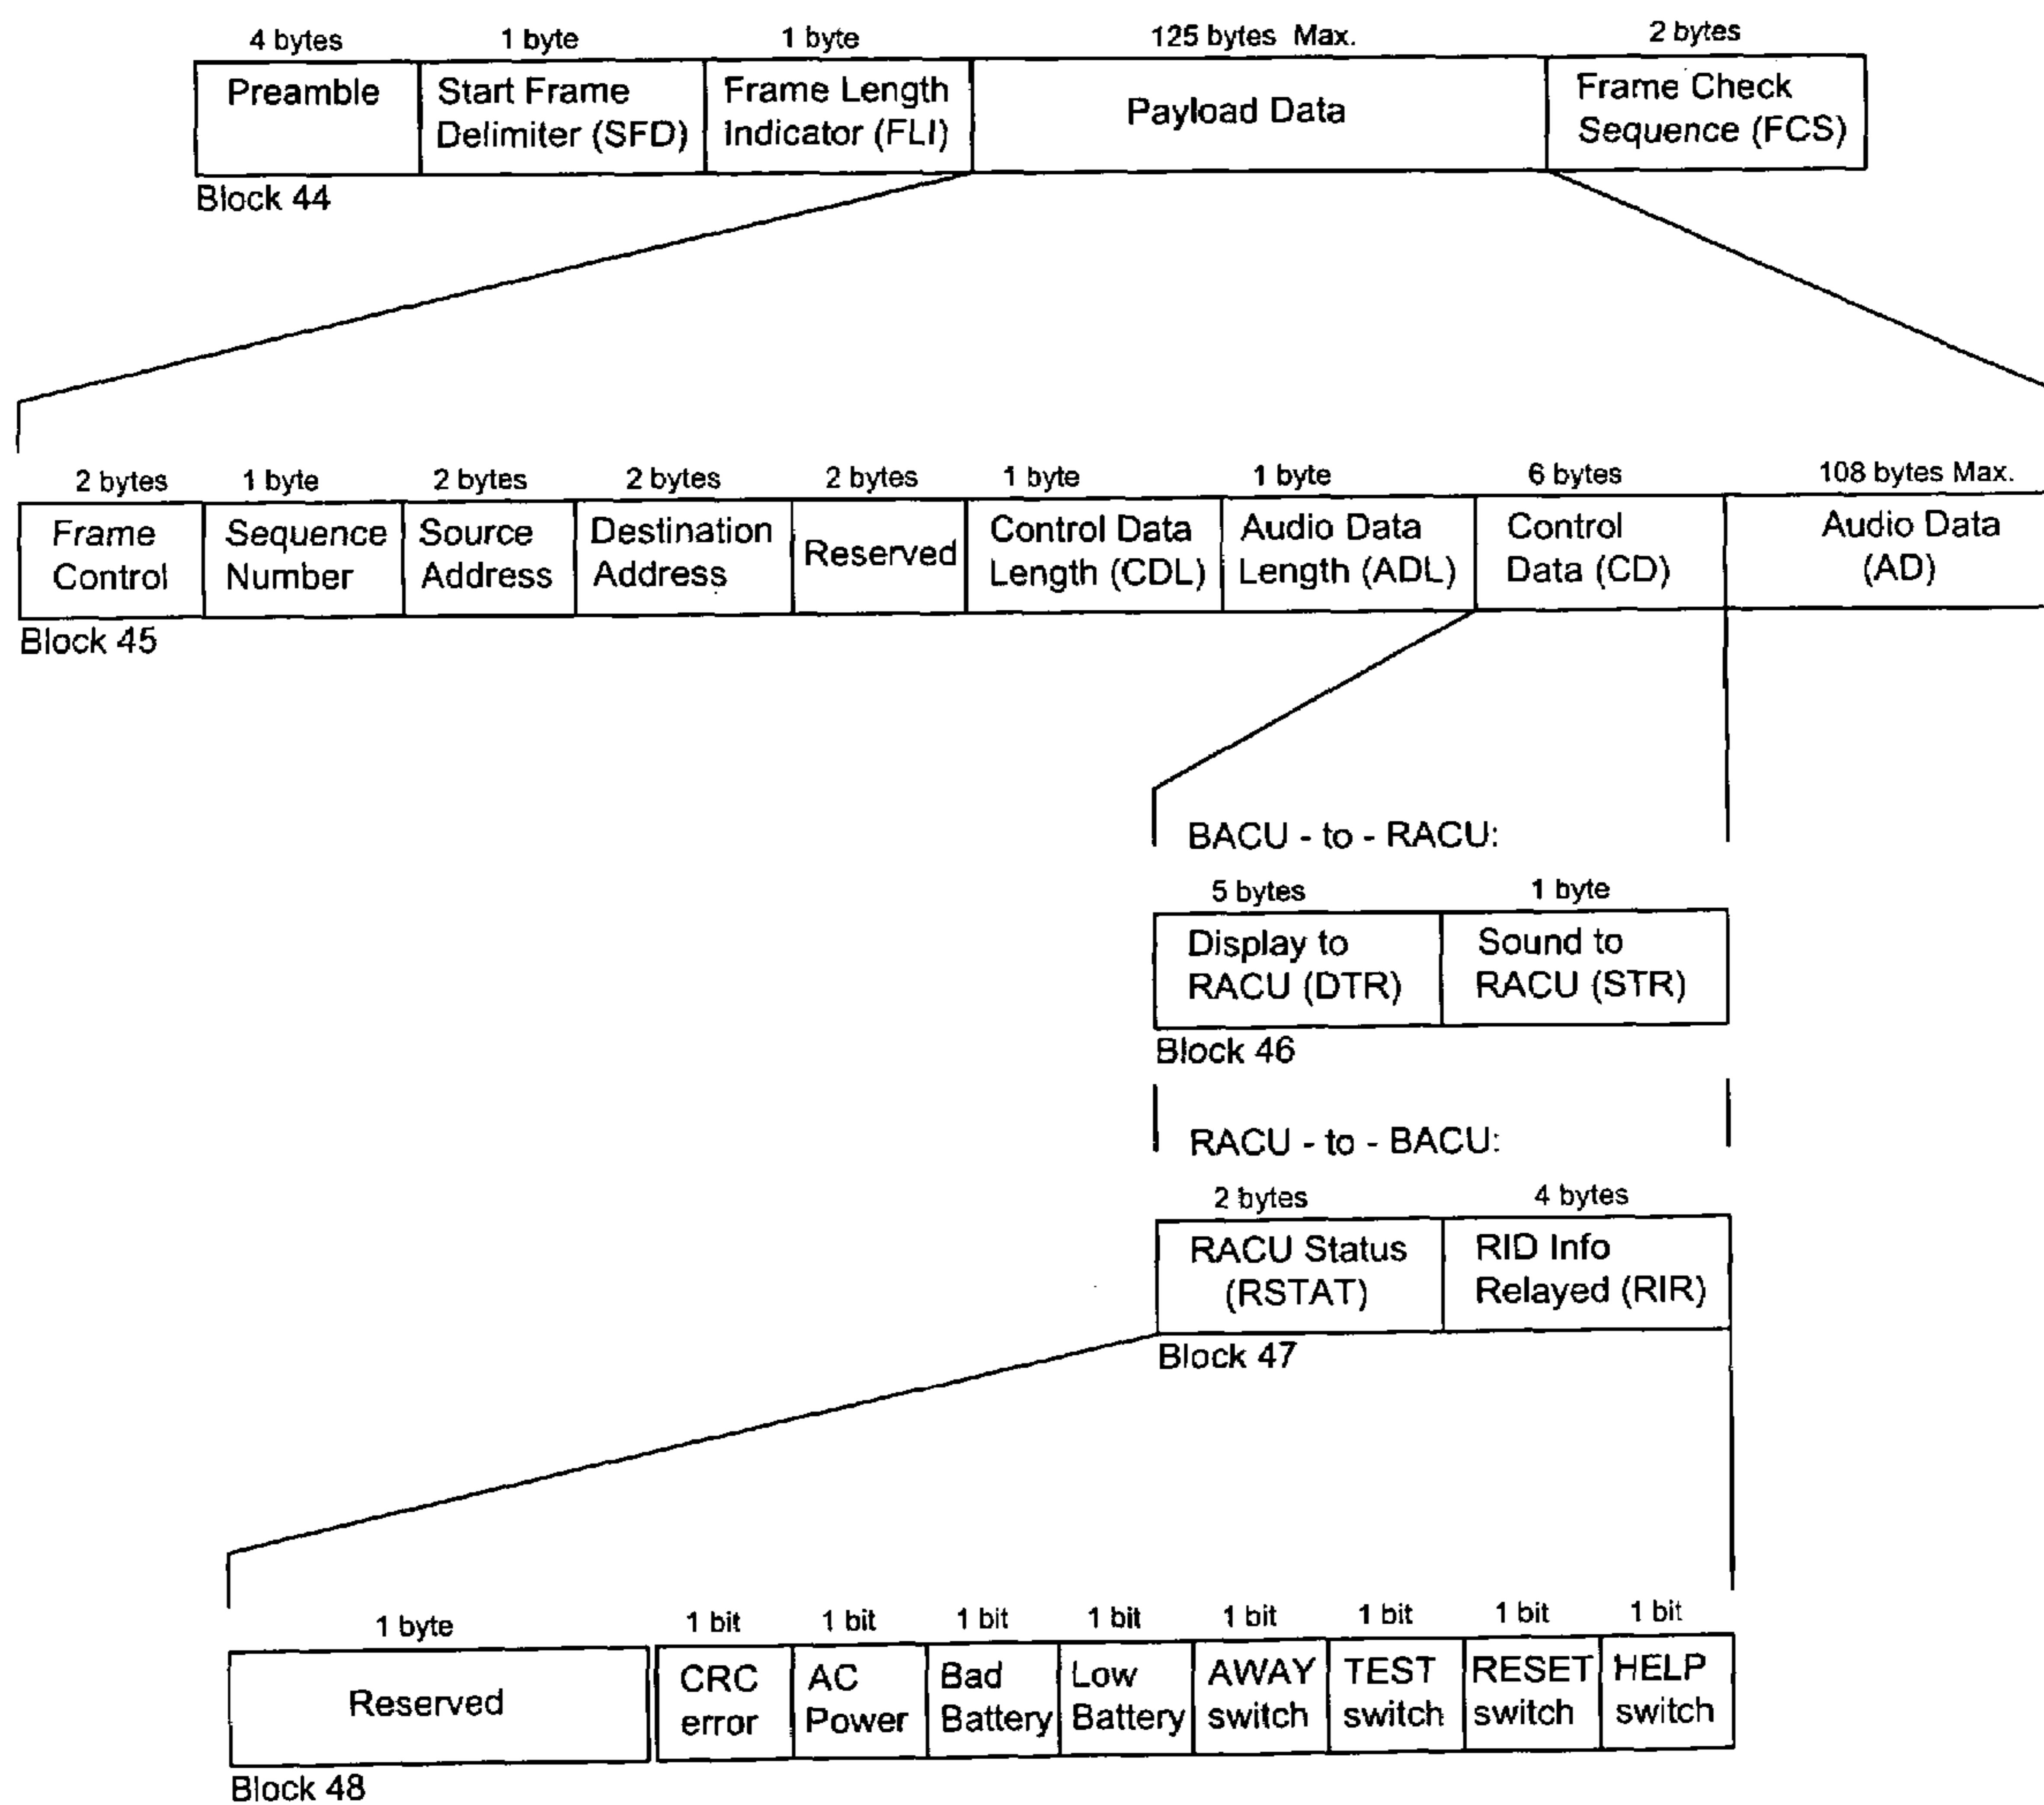 4 bytes 1 byte 1 byte 125 bytes Max. 2 bytes
Preamble
Start Frame
Delimiter (SFD)
Frame Length
Indicator (FLI)
Payload Data
Frame Check
Sequence (FCS)
Block 44
2 bytes 1 byte 2 bytes 2 bytes 2 bytes 1 byte 1 byte 6 bytes 108 bytes Max.
Frame
Control
Sequence
Number
Source
Address
Destination
Address
Reserved
Control Data
Length (CDL)
Audio Data
Length (ADL)
Control
Data (CD)
Audio Data
(AD)
Block 45
BACU - to - RACU:
5 bytes 1 byte
Display to
RACU (DTR)
Sound to
RACU (STR)
Block 46
RACU - to - BACU:
2 bytes 4 bytes
RACU Status
(RSTAT)
RID Info
Relayed (RIR)
Block 47
1 byte 1 bit 1 bit 1 bit 1 bit 1 bit 1 bit 1 bit 1 bit
Reserved
CRC
error
AC
Power
Bad
Battery
Low
Battery
AWAY
switch
TEST
switch
RESET
switch
HELP
switch
Block 48